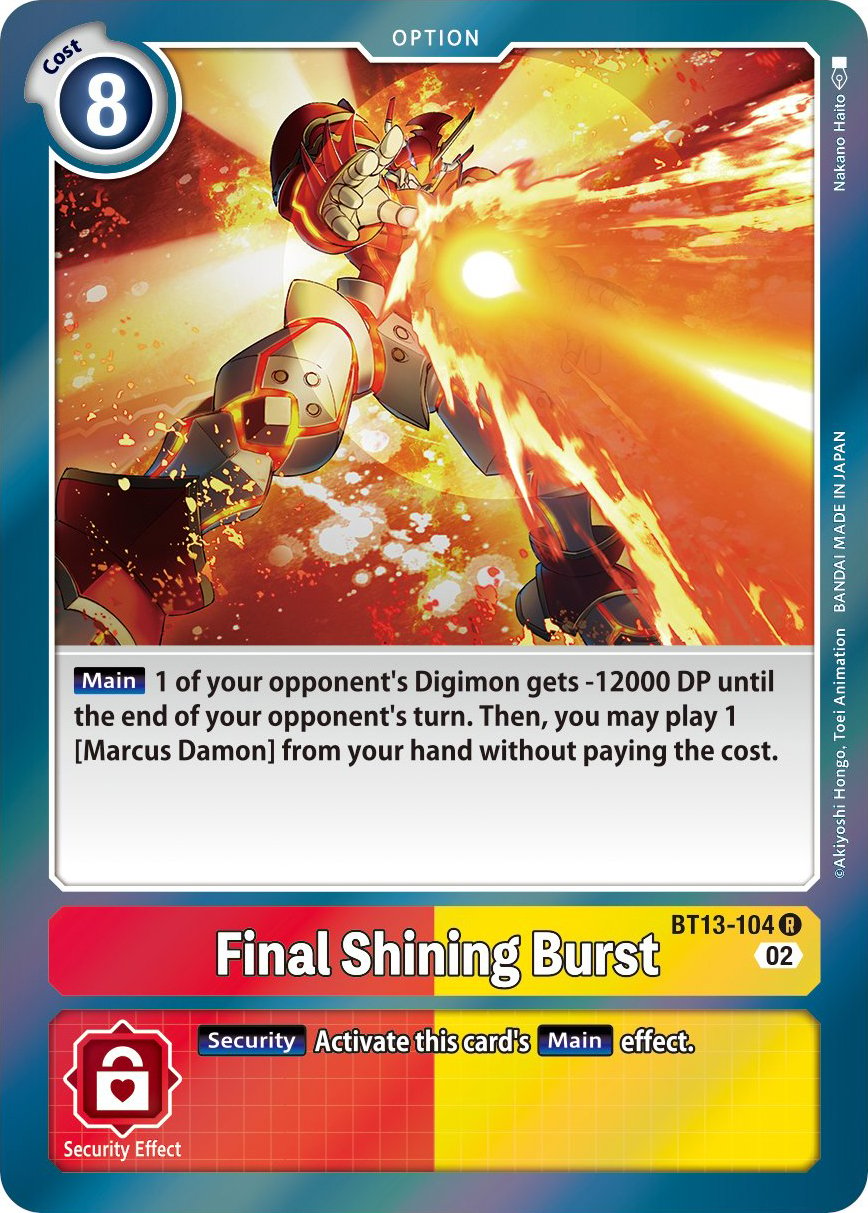 OPTION
Cost
8
Nakano Haito
Main 1 of your opponent's Digimon gets -12000 DP until
the end of your opponent's turn. Then, you may play 1
[Marcus Damon] from your hand without paying the cost.
©Akiyoshi Hongo, Toei Animation BANDAI MADE IN JAPAN
BT13-104 R
Final Shining Burst
02
Security Activate this card's Main effect.
Security Effect